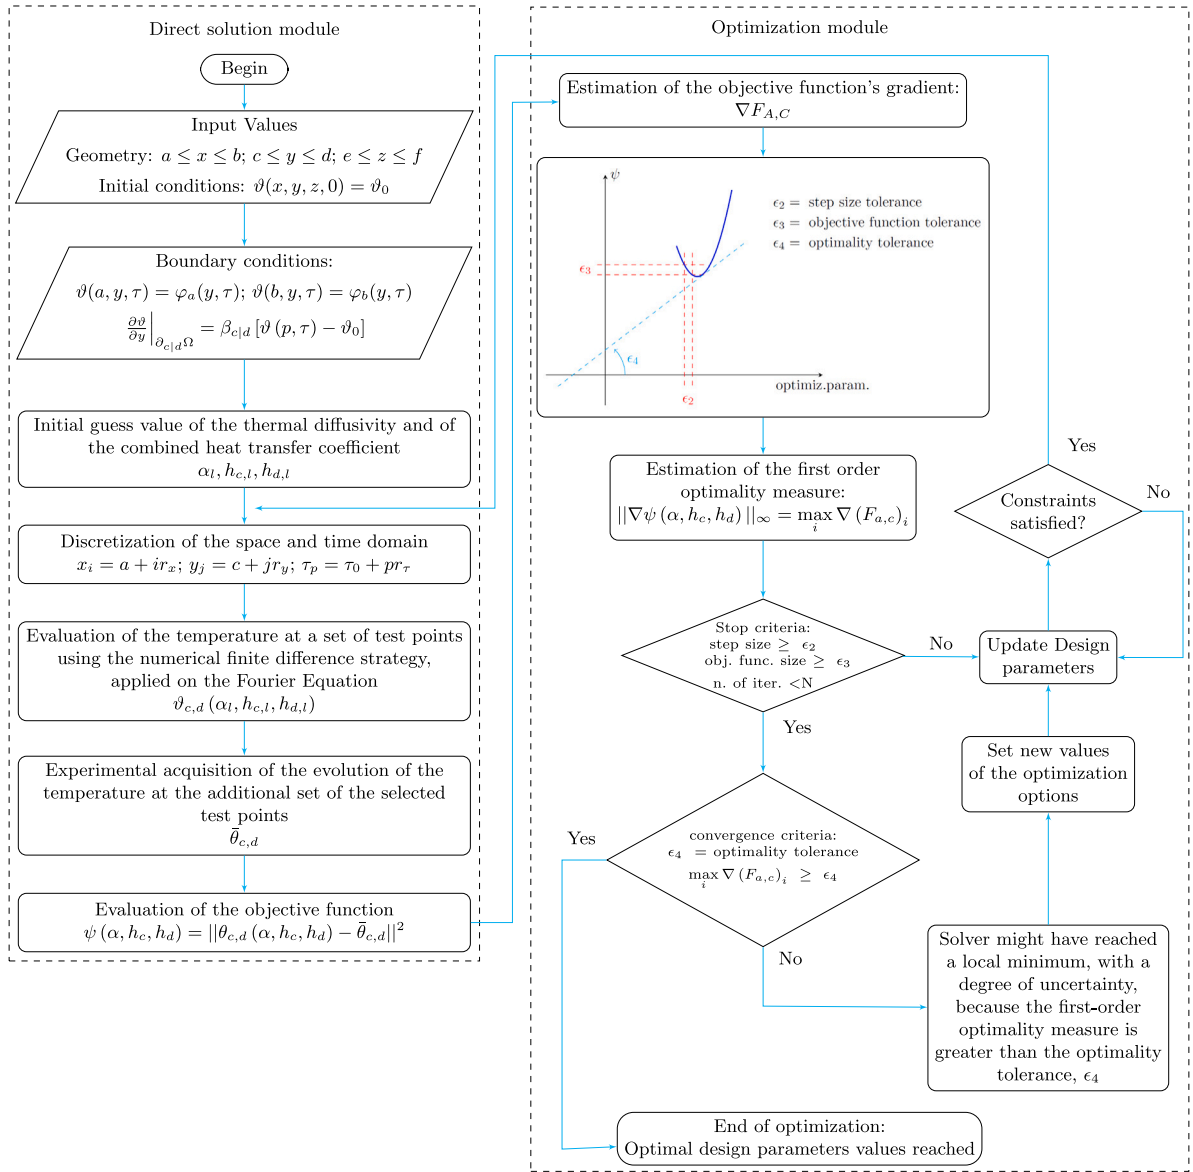 Direct solution module
Begin
Input Values
Geometry: a ≤ x ≤ b; c ≤ y ≤ d; e ≤ z ≤ f
Initial conditions: ϑ(x, y, z, 0) = ϑ₀
Boundary conditions:
ϑ(a, y, τ) = φₐ(y, τ); ϑ(b, y, τ) = φ_b(y, τ)
∂ϑ/∂y |_{∂_{c|d}Ω} = β_{c|d} [ϑ (p, τ) − ϑ₀]
Initial guess value of the thermal diffusivity and of
the combined heat transfer coefficient
α_l, h_{c,l}, h_{d,l}
Discretization of the space and time domain
x_i = a + ir_x; y_j = c + jr_y; τ_p = τ₀ + pr_τ
Evaluation of the temperature at a set of test points
using the numerical finite difference strategy,
applied on the Fourier Equation
ϑ_{c,d} (α_l, h_{c,l}, h_{d,l})
Experimental acquisition of the evolution of the
temperature at the additional set of the selected
test points
θ̄_{c,d}
Evaluation of the objective function
ψ (α, h_c, h_d) = ||θ_{c,d} (α, h_c, h_d) − θ̄_{c,d}||²
Optimization module
Estimation of the objective function's gradient:
∇F_{A,C}
ψ
ϵ₂ = step size tolerance
ϵ₃ = objective function tolerance
ϵ₄ = optimality tolerance
ϵ₃
ϵ₄
optimiz.param.
ϵ₂
Estimation of the first order
optimality measure:
||∇ψ (α, h_c, h_d) ||_∞ = max_i ∇ (F_{a,c})_i
Stop criteria:
step size ≥ ϵ₂
obj. func. size ≥ ϵ₃
n. of iter. <N
No
Yes
convergence criteria:
ϵ₄ = optimality tolerance
max_i ∇ (F_{a,c})_i ≥ ϵ₄
Yes
No
Solver might have reached
a local minimum, with a
degree of uncertainty,
because the first-order
optimality measure is
greater than the optimality
tolerance, ϵ₄
Set new values
of the optimization
options
Update Design
parameters
Constraints
satisfied?
Yes
No
End of optimization:
Optimal design parameters values reached